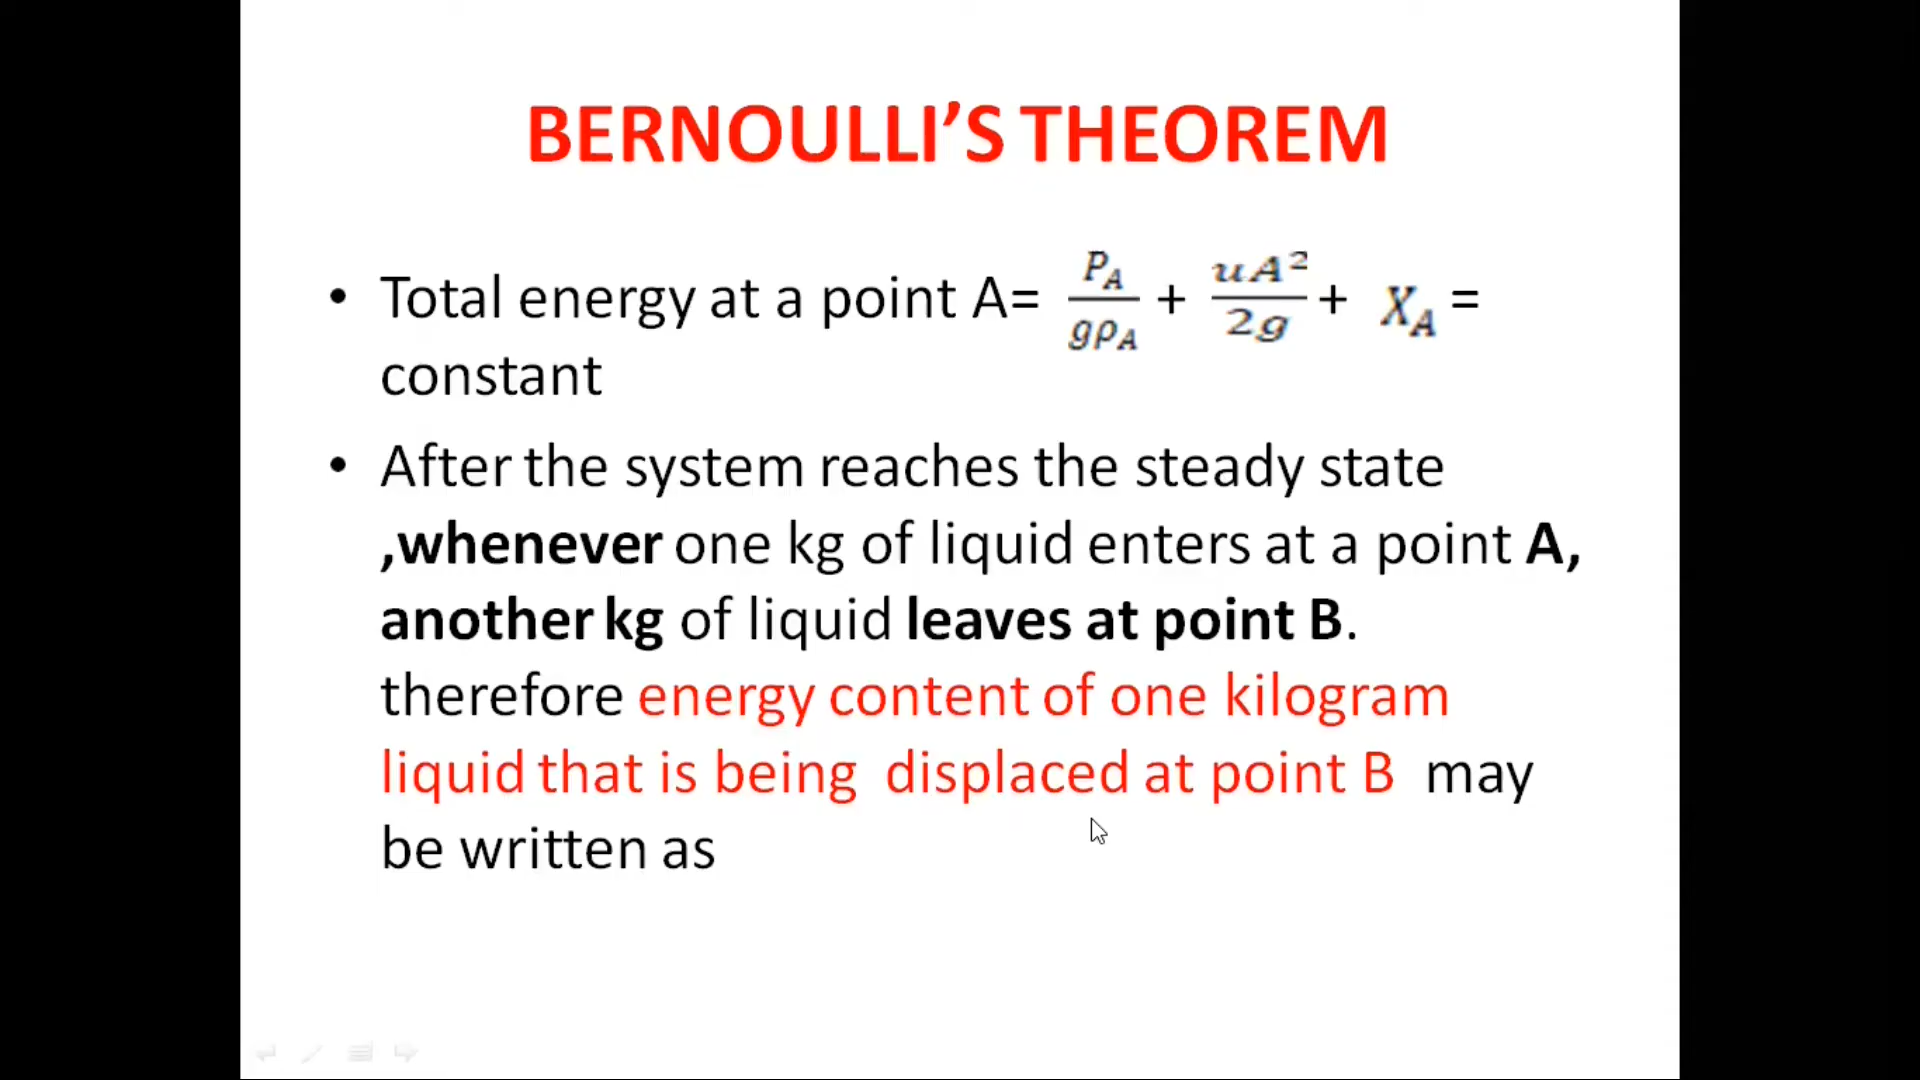 BERNOULLI’S THEOREM
• Total energy at a point A= P_A/gρ_A + uA²/2g + X_A =
constant
• After the system reaches the steady state
,whenever one kg of liquid enters at a point A,
another kg of liquid leaves at point B.
therefore energy content of one kilogram
liquid that is being displaced at point B may
be written as